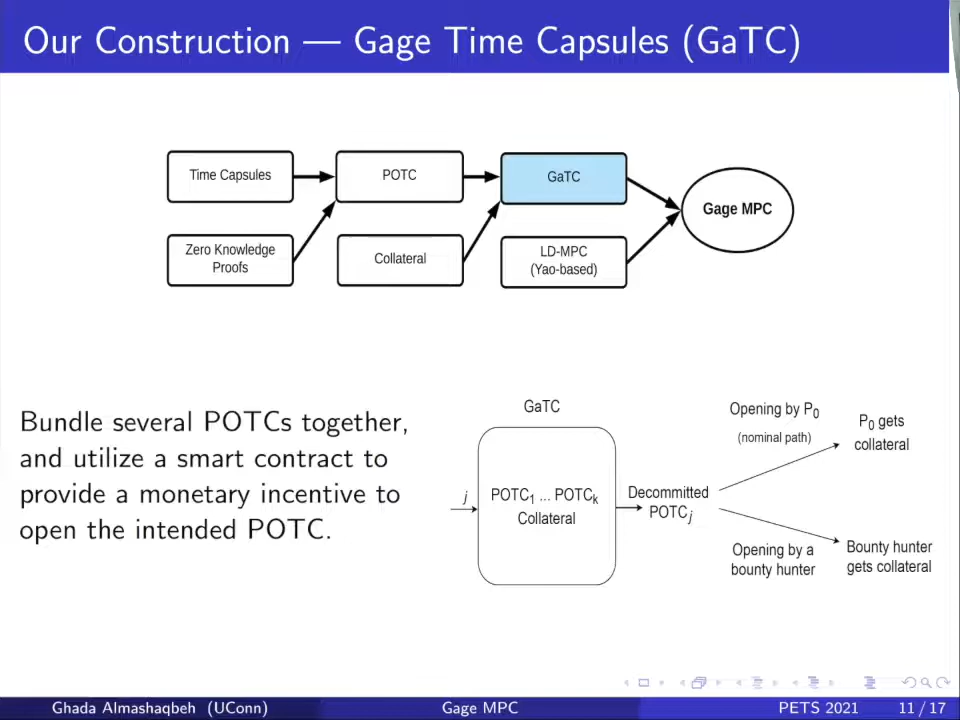 Our Construction — Gage Time Capsules (GaTC)
Time Capsules
POTC
GaTC
Gage MPC
Zero Knowledge
Proofs
Collateral
LD-MPC
(Yao-based)
Bundle several POTCs together,
and utilize a smart contract to
provide a monetary incentive to
open the intended POTC.
GaTC
j
POTC1 ... POTCk
Collateral
Decommitted
POTCj
Opening by P0
(nominal path)
P0 gets
collateral
Opening by a
bounty hunter
Bounty hunter
gets collateral
Ghada Almashaqbeh (UConn)
Gage MPC
PETS 2021
11 / 17